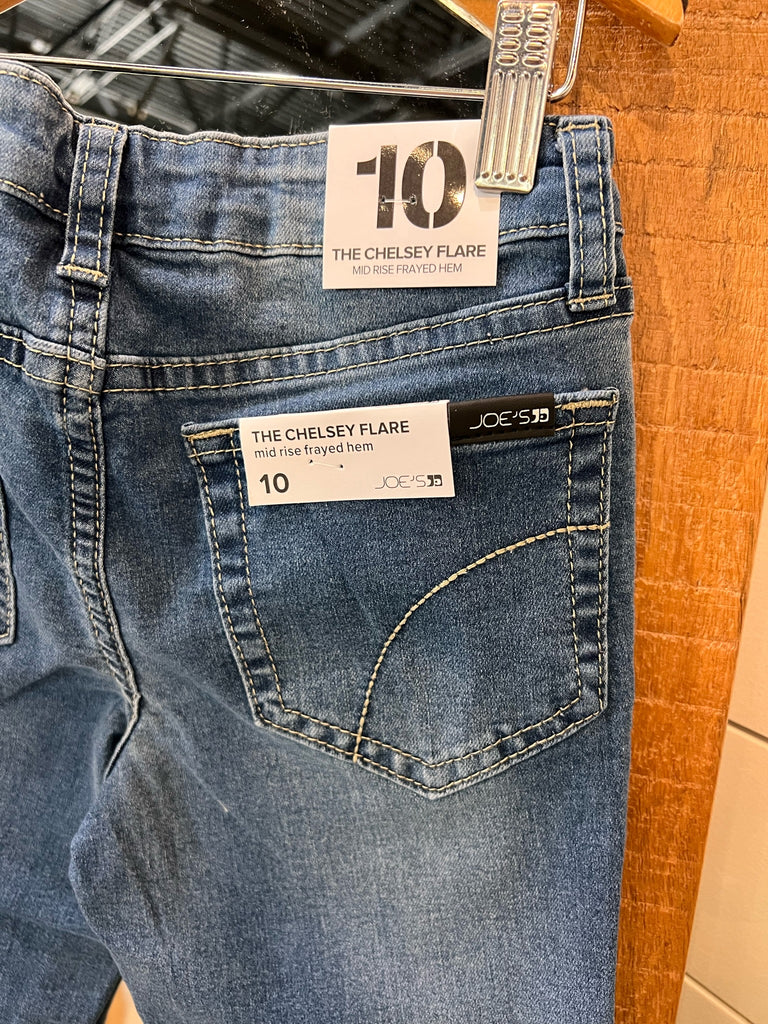 10
THE CHELSEY FLARE
MID RISE FRAYED HEM
JOE'S
THE CHELSEY FLARE
mid rise frayed hem
10
JOE'S